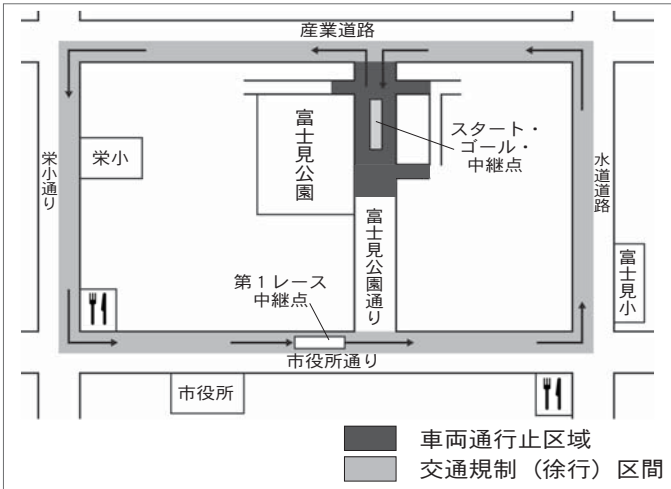 産業道路
富士見公園
スタート・
ゴール・
中継点
栄小
栄小通り
水道道路
富士見公園通り
富士見小
第1レース
中継点
市役所通り
市役所
車両通行止区域
交通規制（徐行）区間